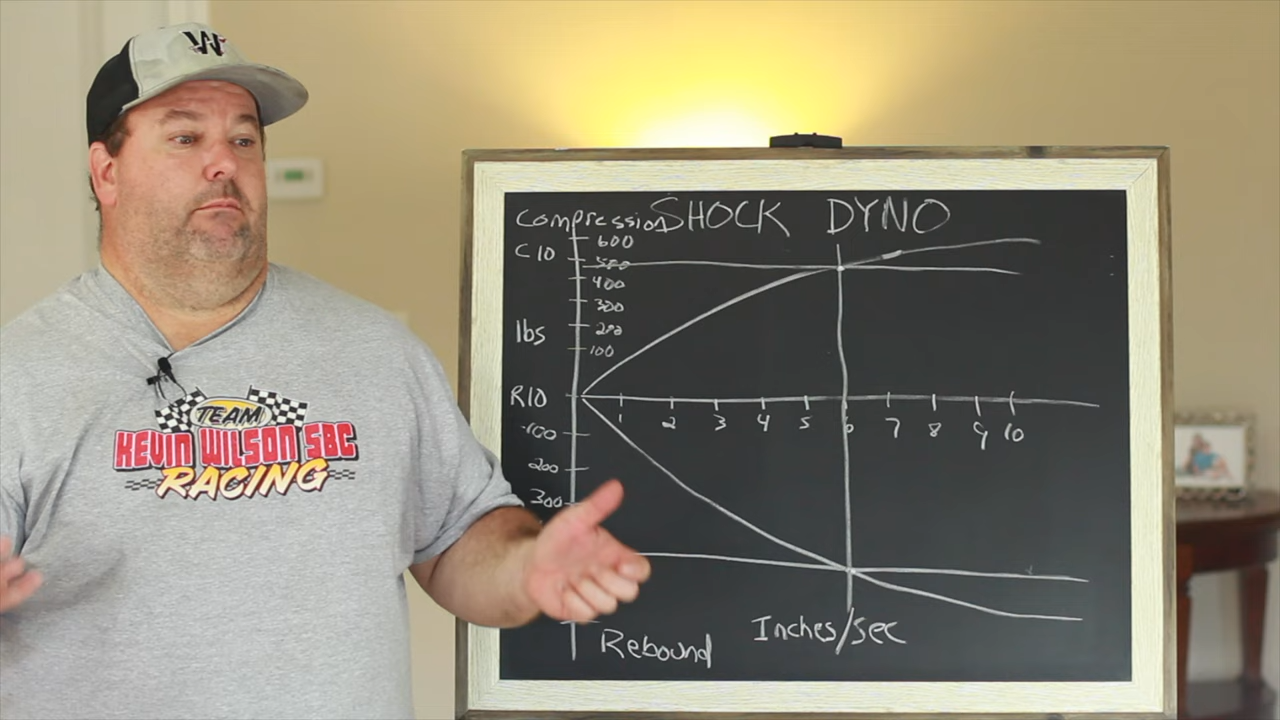 W
TEAM
KEVIN WILSON SBC
RACING
SHOCK DYNO
Compression
600
C10
500
400
300
lbs
200
100
R10
1 2 3 4 5 6 7 8 9 10
-100
200
300
Rebound
Inches/sec